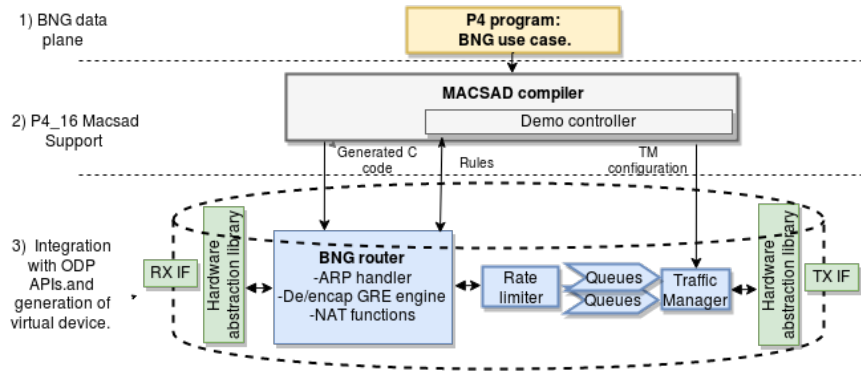 1) BNG data
plane
P4 program:
BNG use case.
MACSAD compiler
Demo controller
2) P4_16 Macsad
Support
Generated C
code
Rules
TM
configuration
3) Integration
with ODP
APIs.and
generation of
virtual device.
RX IF
Hardware
abstraction library
BNG router
-ARP handler
-De/encap GRE engine
-NAT functions
Rate
limiter
Queues
Queues
Traffic
Manager
Hardware
abstraction library
TX IF